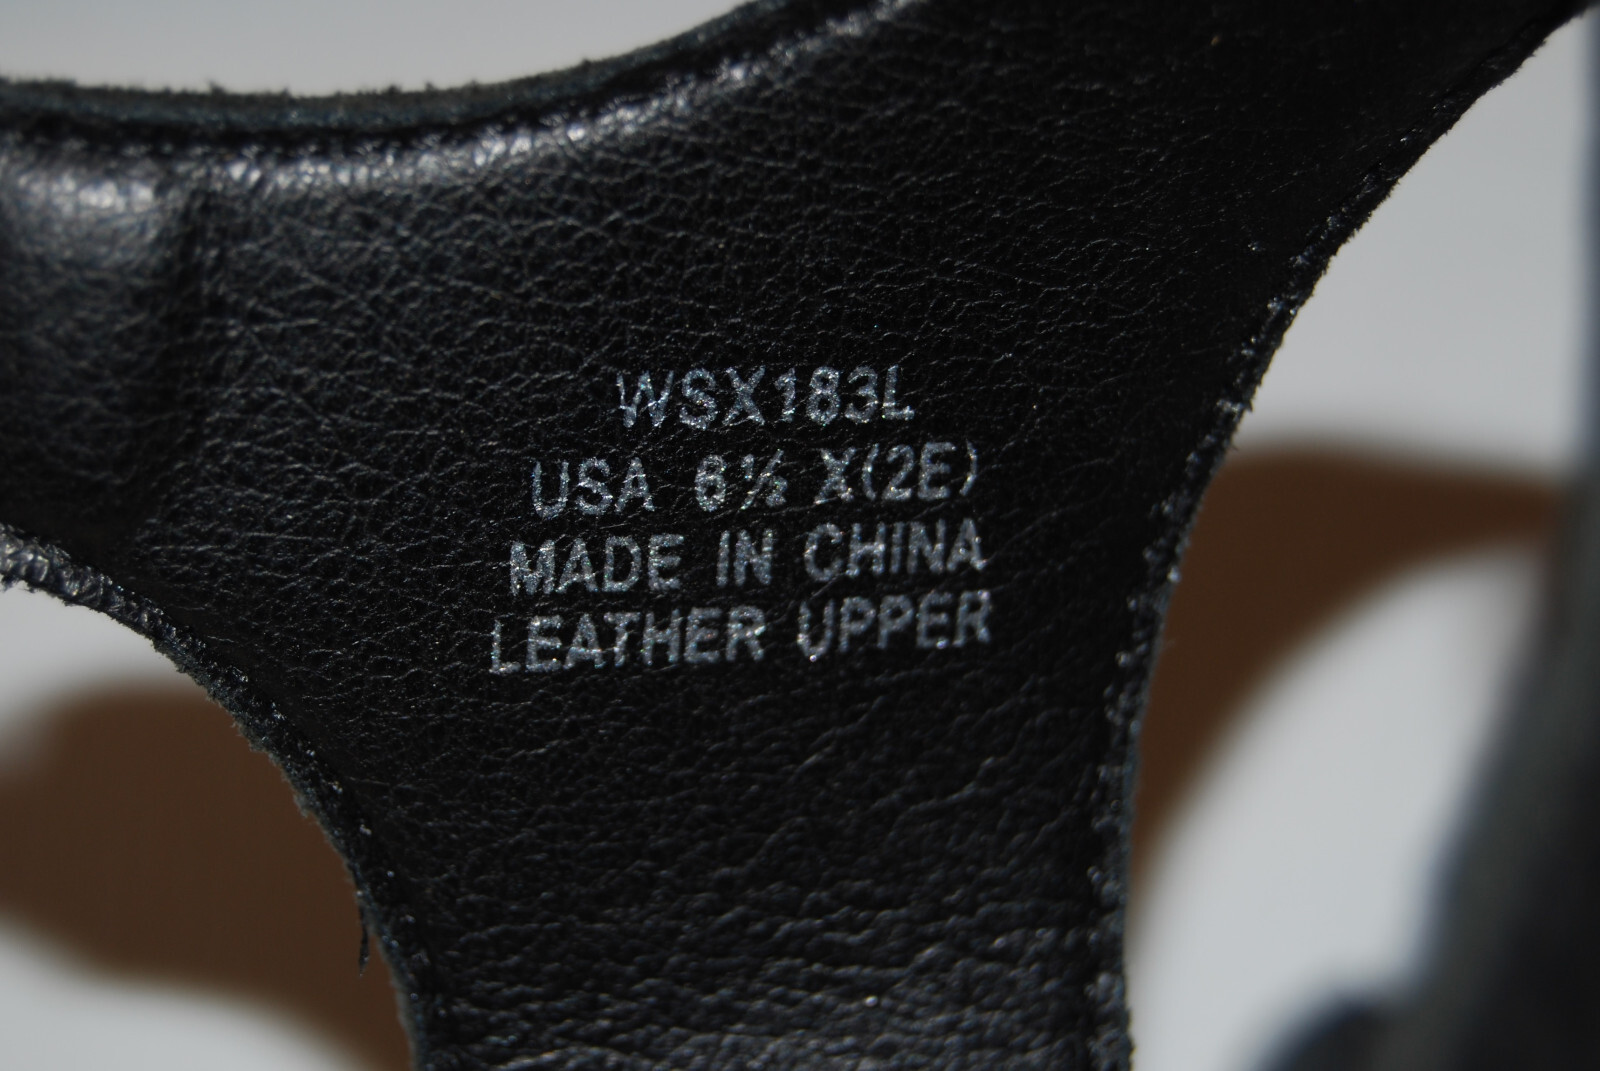 WSX183L
USA 6½ X(2E)
MADE IN CHINA
LEATHER UPPER